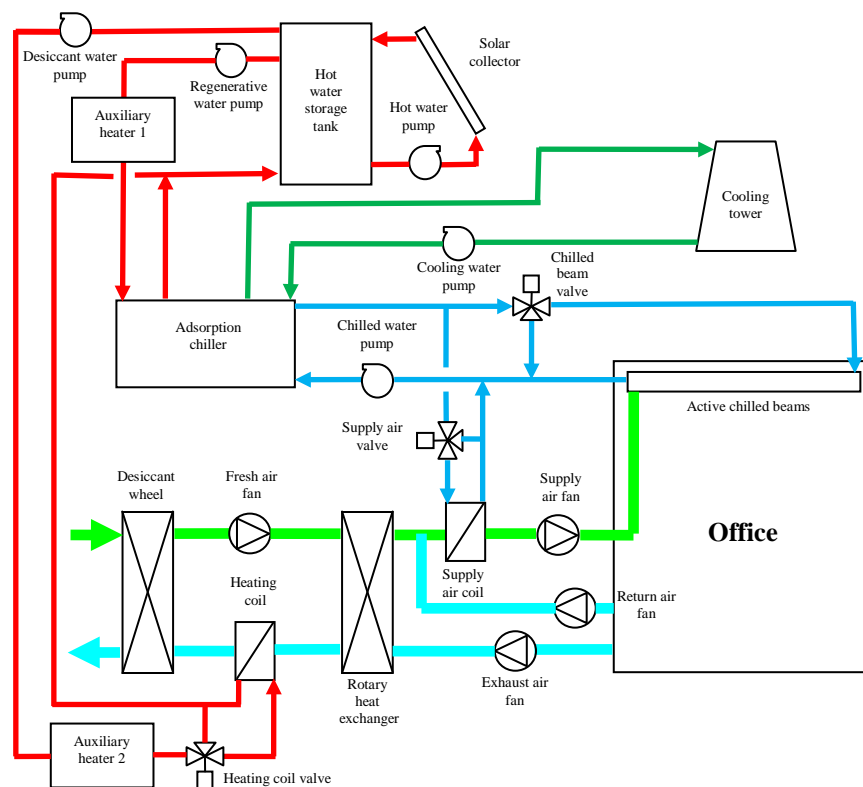 Desiccant water
pump
Regenerative
water pump
Hot
water
storage
tank
Solar
collector
Hot water
pump
Auxiliary
heater 1
Cooling
tower
Cooling water
pump
Chilled
beam
valve
Adsorption
chiller
Chilled water
pump
Active chilled beams
Supply air
valve
Desiccant
wheel
Fresh air
fan
Supply
air fan
Office
Heating
coil
Supply
air coil
Return air
fan
Rotary
heat
exchanger
Exhaust air
fan
Auxiliary
heater 2
Heating coil valve